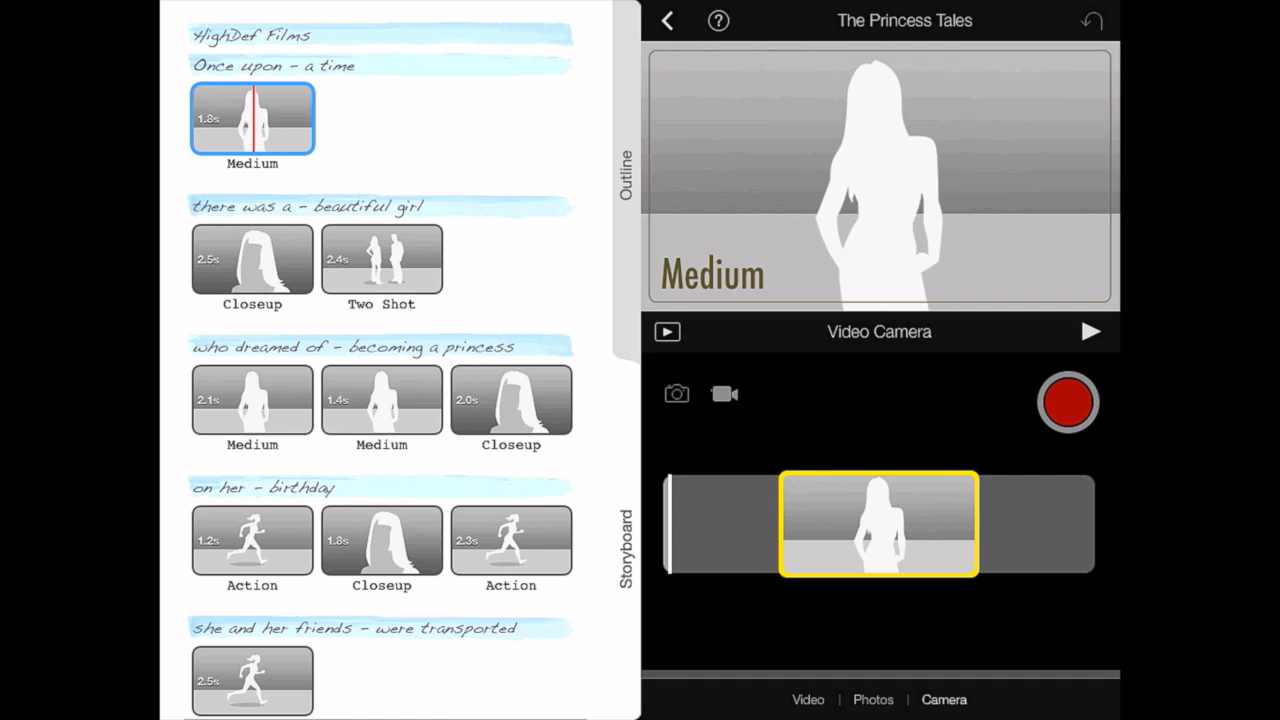 HighDef Films
Once upon - a time
1.8s
Medium
there was a - beautiful girl
2.5s 2.4s
Closeup Two Shot
who dreamed of - becoming a princess
2.1s 1.4s 2.0s
Medium Medium Closeup
on her - birthday
1.2s 1.8s 2.3s
Action Closeup Action
she and her friends - were transported
2.5s
Outline
Storyboard
? The Princess Tales
Medium
Video Camera
Video | Photos | Camera